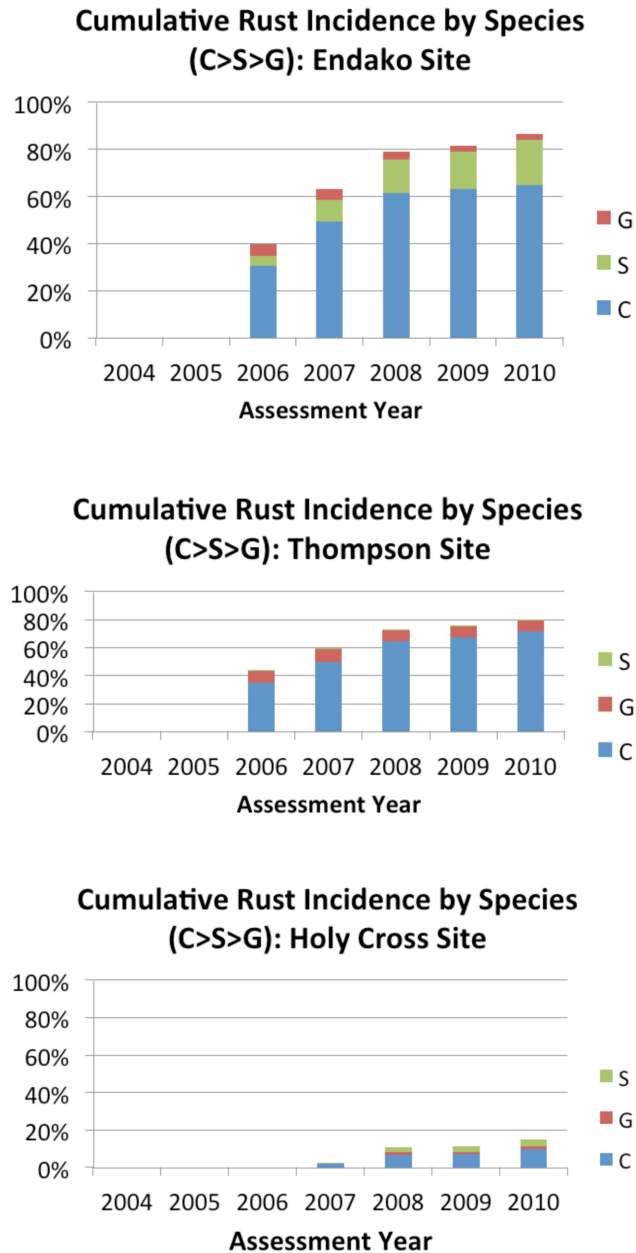 Cumulative Rust Incidence by Species
(C>S>G): Endako Site
100%
80%
60%
40%
20%
0%
G
S
C
2004 2005 2006 2007 2008 2009 2010
Assessment Year
Cumulative Rust Incidence by Species
(C>S>G): Thompson Site
100%
80%
60%
40%
20%
0%
S
G
C
2004 2005 2006 2007 2008 2009 2010
Assessment Year
Cumulative Rust Incidence by Species
(C>S>G): Holy Cross Site
100%
80%
60%
40%
20%
0%
S
G
C
2004 2005 2006 2007 2008 2009 2010
Assessment Year